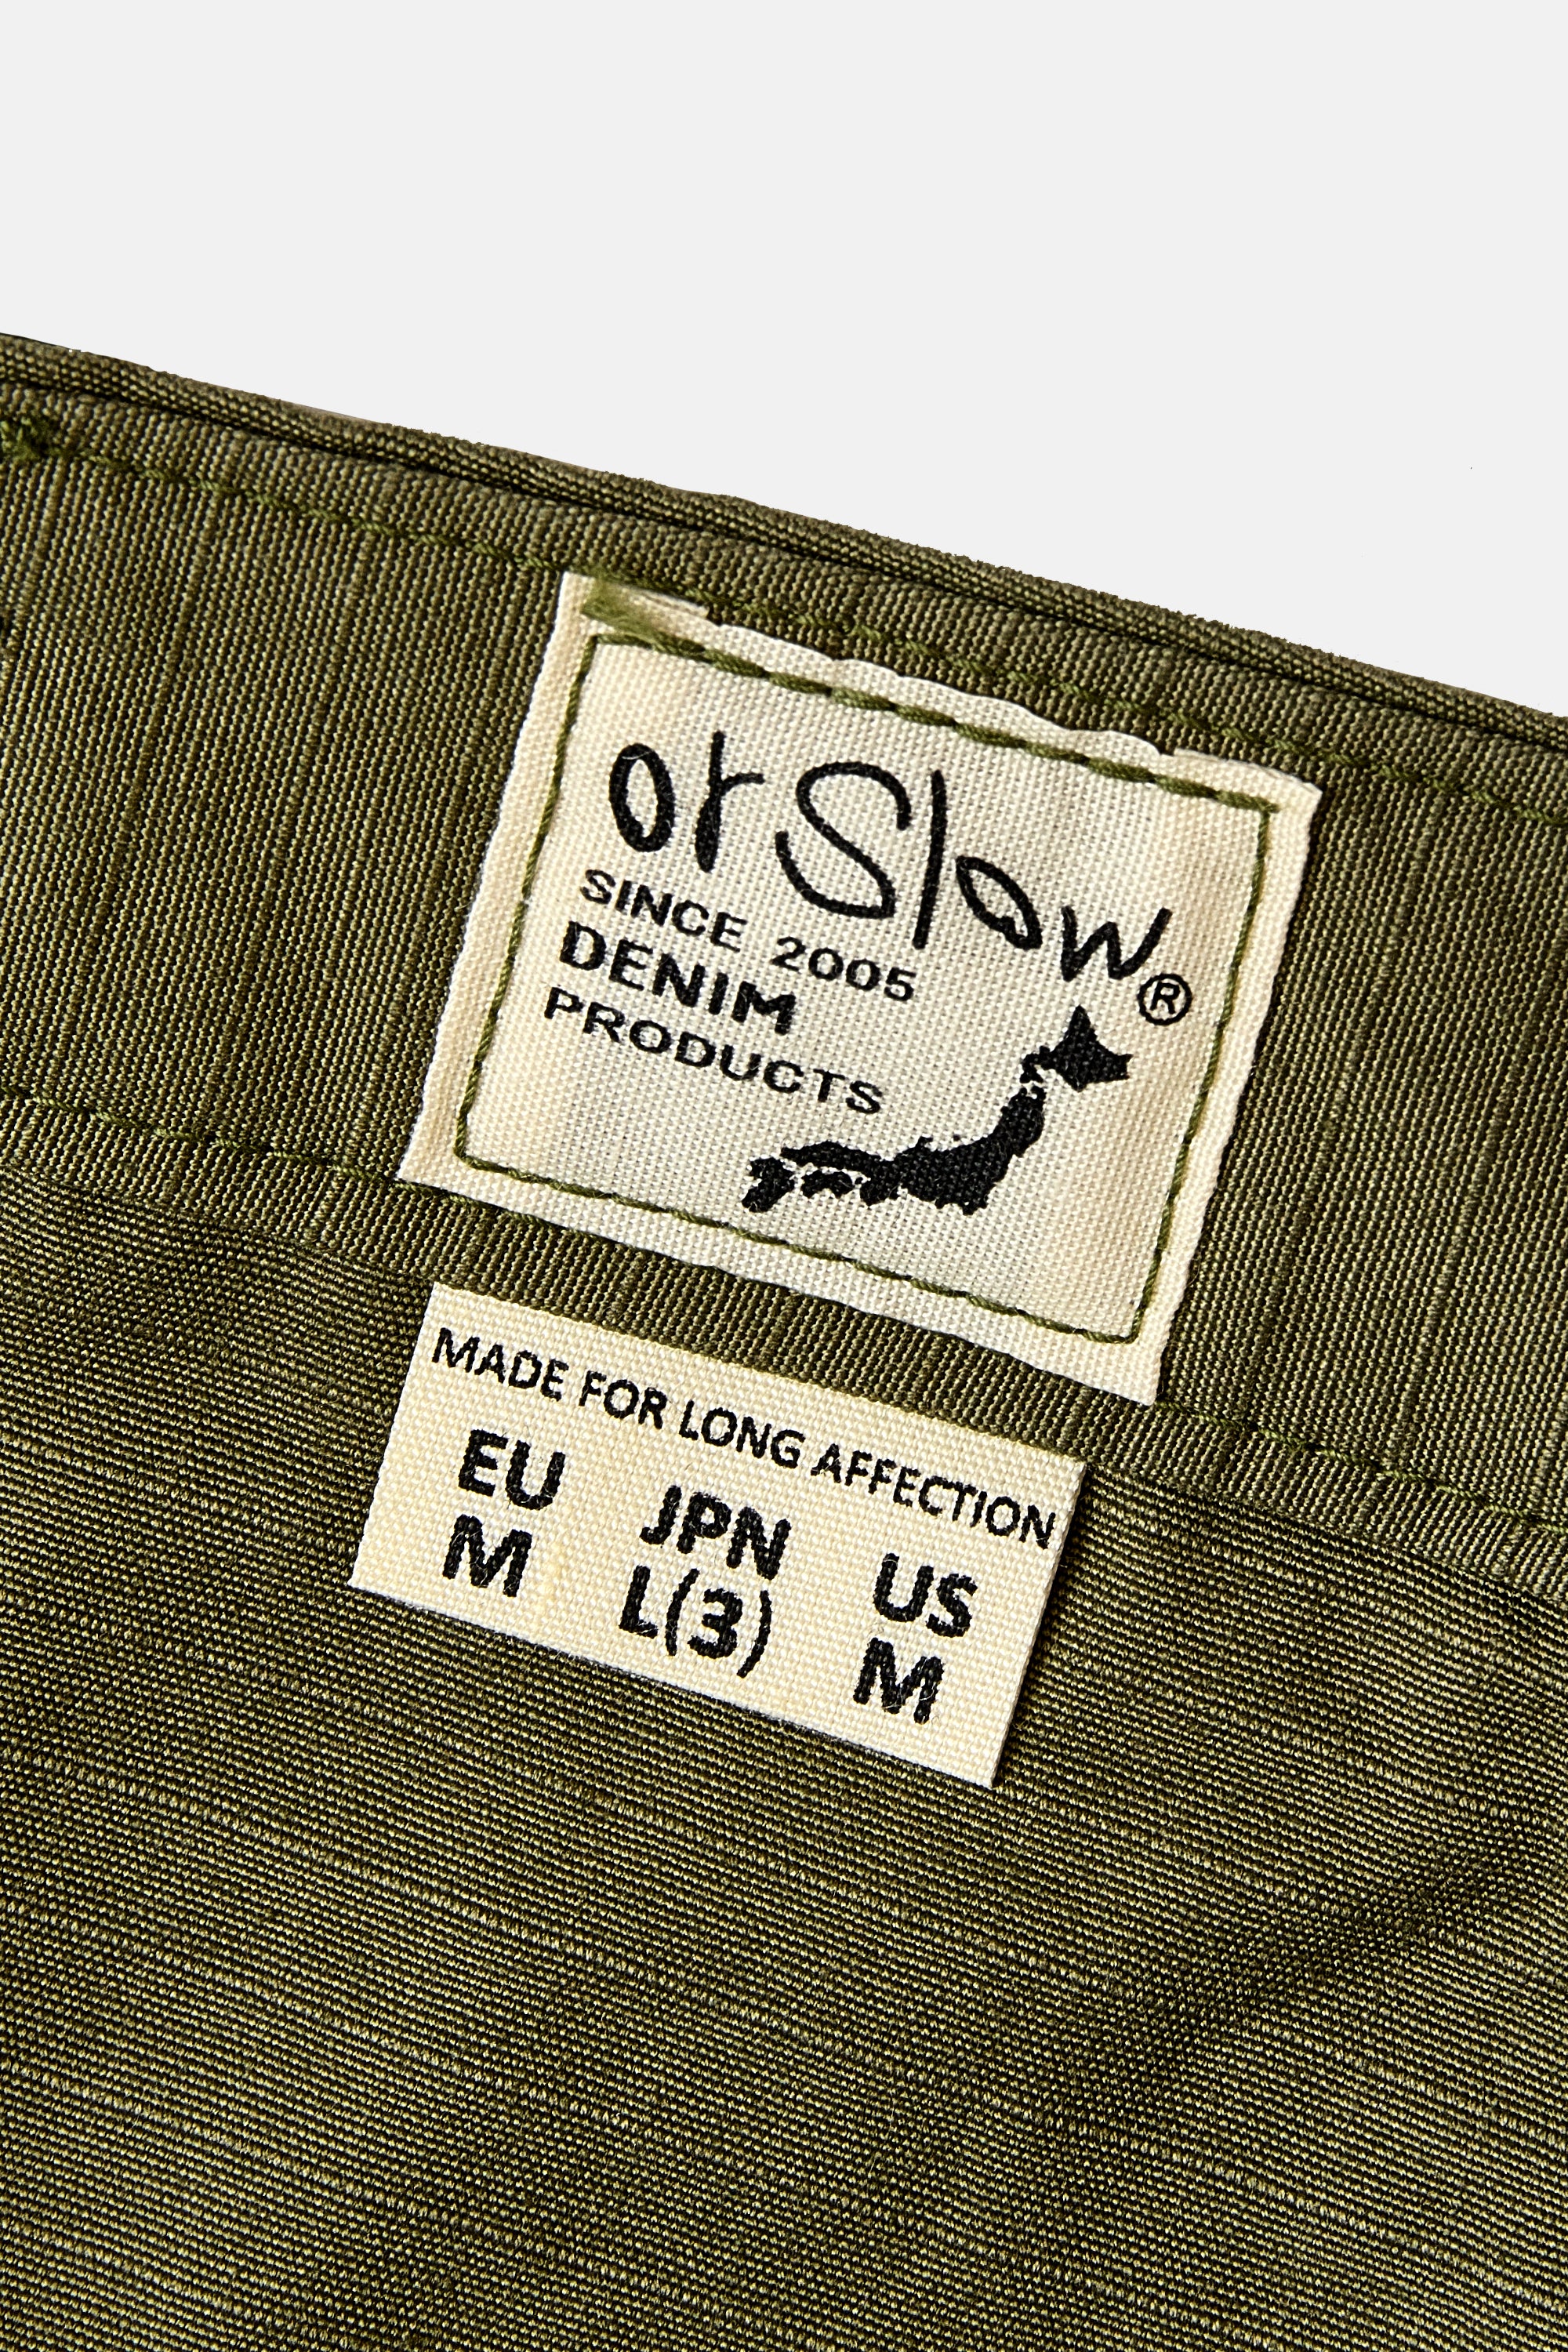 orSlow®
SINCE 2005
DENIM
PRODUCTS
MADE FOR LONG AFFECTION
EU JPN US
M L(3) M